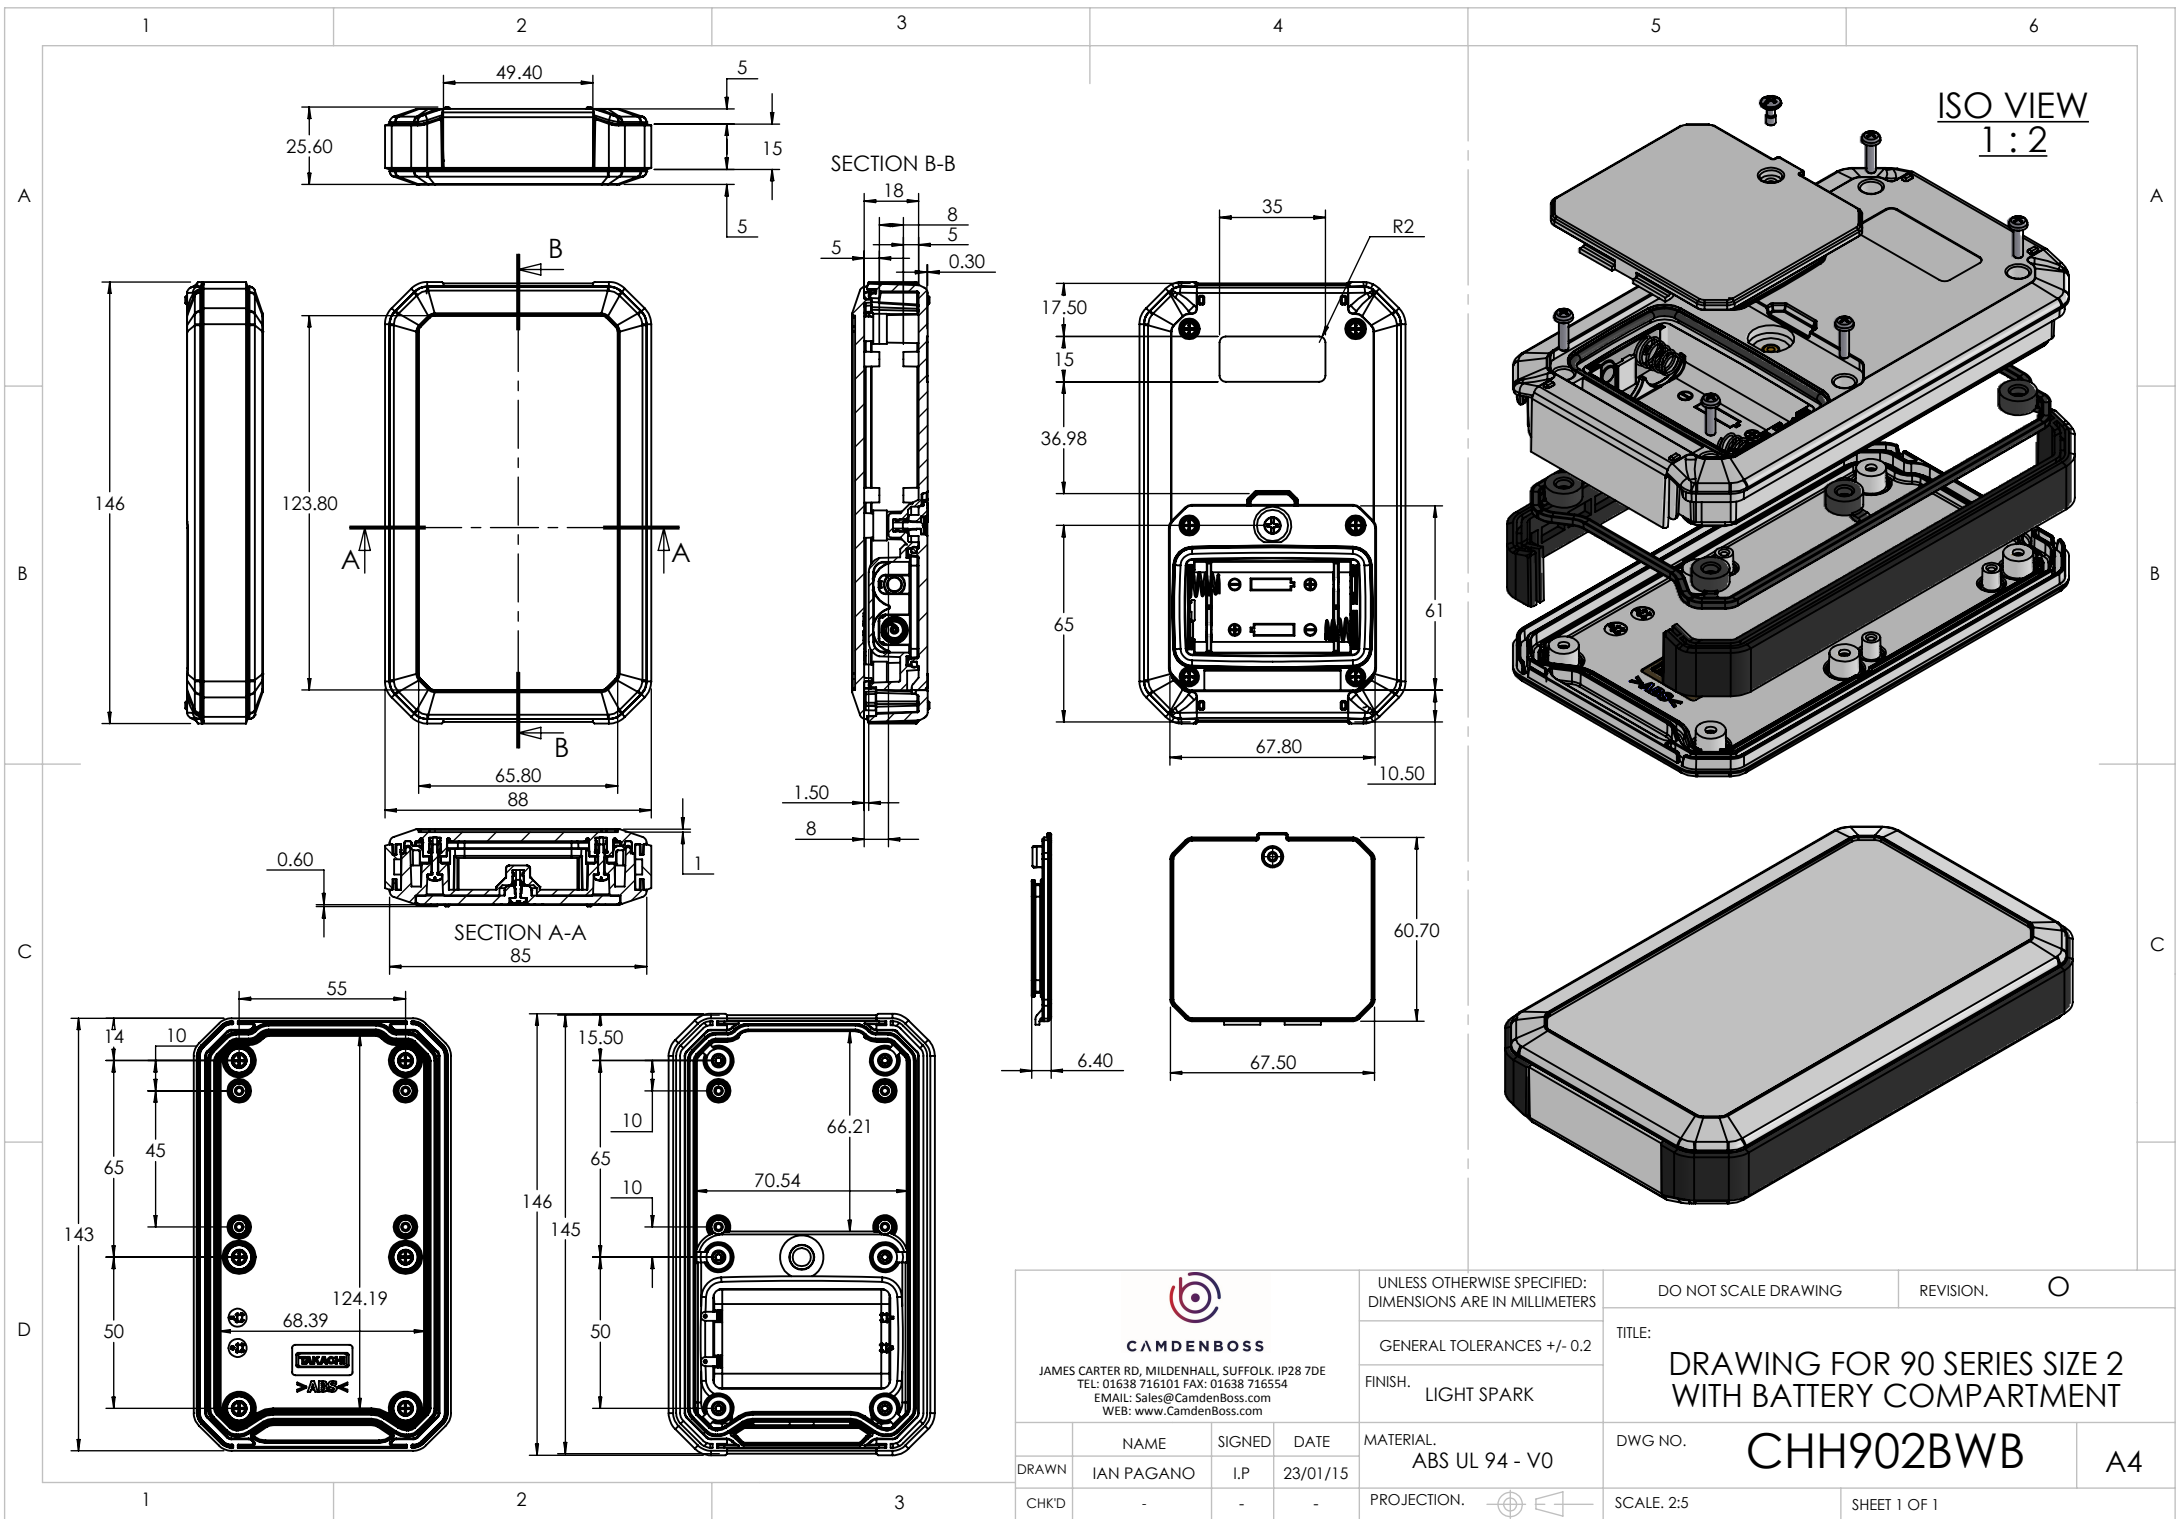 1
2
3
4
5
6
A
B
C
D
A
B
C
1
2
3
49.40
5
25.60
15
5
B
146
123.80
A
A
B
65.80
88
SECTION B-B
18
8
5
5
0.30
1.50
8
35
R2
17.50
15
36.98
65
61
67.80
10.50
ISO VIEW
1 : 2
>ABS<
0.60
1
SECTION A-A
85
6.40
60.70
67.50
55
14
10
45
65
143
50
124.19
68.39
TAKACHI
>ABS<
15.50
10
66.21
65
10
70.54
146
145
50
CAMDENBOSS
JAMES CARTER RD, MILDENHALL, SUFFOLK. IP28 7DE
TEL: 01638 716101 FAX: 01638 716554
EMAIL: Sales@CamdenBoss.com
WEB: www.CamdenBoss.com
NAME SIGNED DATE
DRAWN IAN PAGANO I.P 23/01/15
CHK'D - - -
UNLESS OTHERWISE SPECIFIED:
DIMENSIONS ARE IN MILLIMETERS
GENERAL TOLERANCES +/- 0.2
FINISH. LIGHT SPARK
MATERIAL.
ABS UL 94 - V0
PROJECTION.
DO NOT SCALE DRAWING
REVISION. O
TITLE:
DRAWING FOR 90 SERIES SIZE 2
WITH BATTERY COMPARTMENT
DWG NO. CHH902BWB
A4
SCALE. 2:5
SHEET 1 OF 1